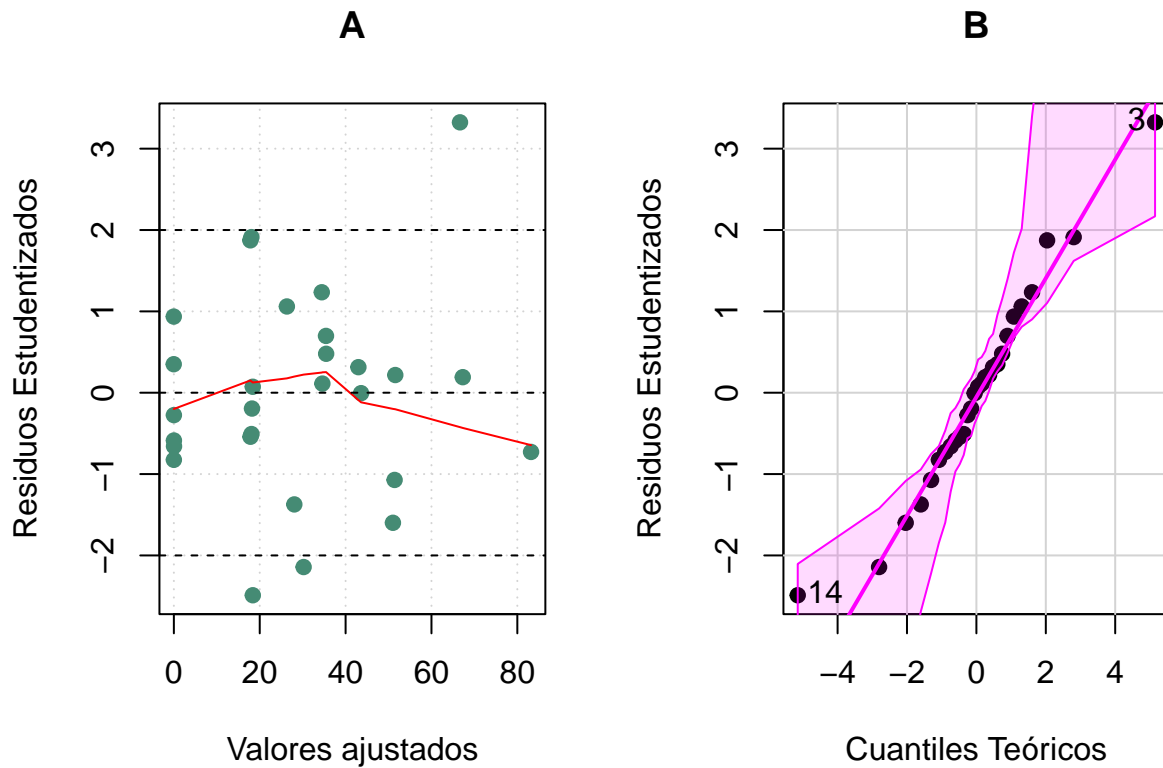 A
Residuos Estudentizados
3
2
1
0
−1
−2
0 20 40 60 80
Valores ajustados
B
Residuos Estudentizados
3
2
1
0
−1
−2
3
14
−4 −2 0 2 4
Cuantiles Teóricos